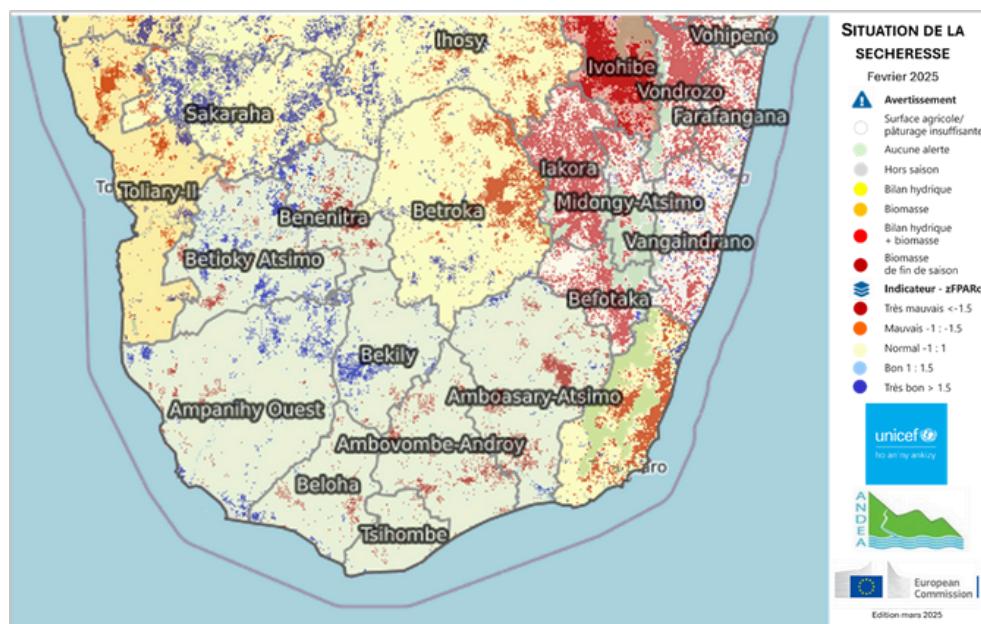 Ihosy
Vohipeno
Ivohibe
Vondrozo
Farafangana
Sakaraha
Iakora
Toliary-II
Midongy-Atsimo
Benenitra
Betroka
Vangaindrano
Betioky Atsimo
Befotaka
Bekily
Ampanihy Ouest
Amboasary-Atsimo
Ambovombe-Androy
Beloha
Tsihombe
SITUATION DE LA
SECHERESSE
Fevrier 2025
Avertissement
Surface agricole/
pâturage insuffisante
Aucune alerte
Hors saison
Bilan hydrique
Biomasse
Bilan hydrique
+ biomasse
Biomasse
de fin de saison
Indicateur - zFPARc
Très mauvais <-1.5
Mauvais -1 : -1.5
Normal -1 : 1
Bon 1 : 1.5
Très bon > 1.5
unicef
ho an'ny ankizy
ANDEA
European
Commission
Edition mars 2025